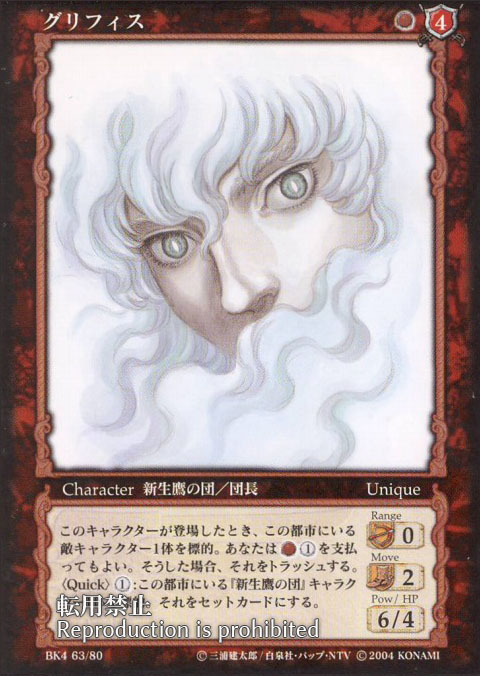 グリフィス
4
Character 新生鷹の団／団長 Unique
このキャラクターが登場したとき、この都市にいる
敵キャラクター1体を標的。あなたは ① を支払
ってもよい。そうした場合、それをトラッシュする。
〈Quick〉①:この都市にいる『新生鷹の団』キャラク
それをセットカードにする。
Range
0
Move
2
Pow/ HP
6/4
転用禁止
Reproduction is prohibited
BK4 63/80
©三浦建太郎／白泉社・バップ・NTV ©2004 KONAMI